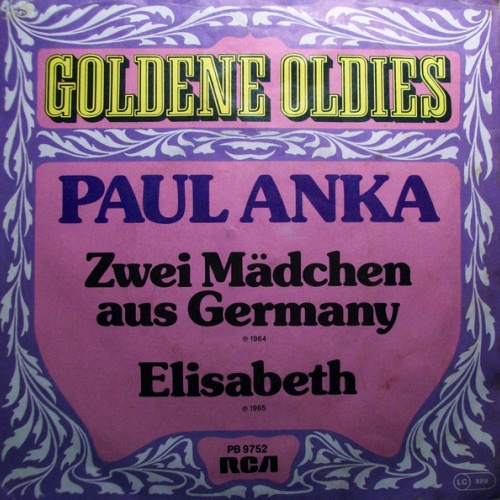 GOLDENE OLDIES
PAUL ANKA
Zwei Mädchen
aus Germany
℗ 1964
Elisabeth
℗ 1965
PB 9752
RCA
LC